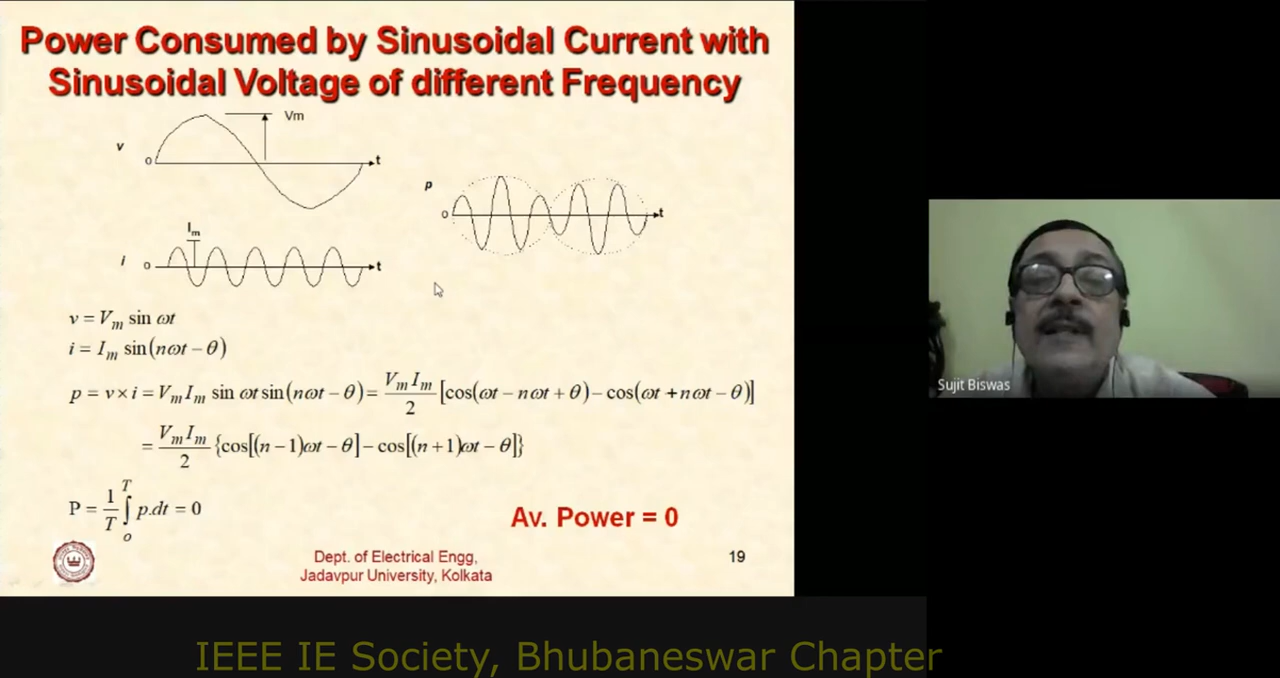 Power Consumed by Sinusoidal Current with
Sinusoidal Voltage of different Frequency
Vm
v
o
t
p
o
t
Im
i
o
t
v = Vm sin ωt
i = Im sin(nωt − θ)
p = v × i = VmIm sin ωt sin(nωt − θ) = VmIm/2 [cos(ωt − nωt + θ) − cos(ωt + nωt − θ)]
= VmIm/2 {cos[(n − 1)ωt − θ] − cos[(n + 1)ωt − θ]}
P = 1/T ∫oT p.dt = 0
Av. Power = 0
Dept. of Electrical Engg,
Jadavpur University, Kolkata
19
Sujit Biswas
IEEE IE Society, Bhubaneswar Chapter